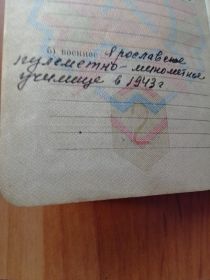 б) военное Ярославское
пулеметно-минометное
училище в 1943 г